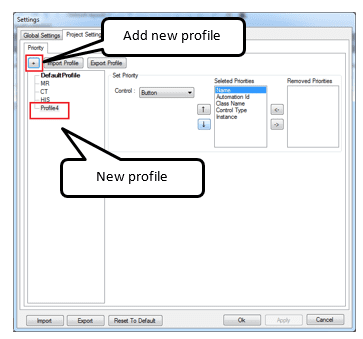 Settings
Add new profile
Global Settings Project Setting
Priority
+ Import Profile Export Profile
DefaultProfile
MR
CT
HIS
Profile4
Set Priority
Control : Button
Seleted Priorities
Name
Automation Id
Class Name
Control Type
Instance
Removed Priorities
↑
↓
<-
->
New profile
Import Export Reset To Default Ok Apply Cancel